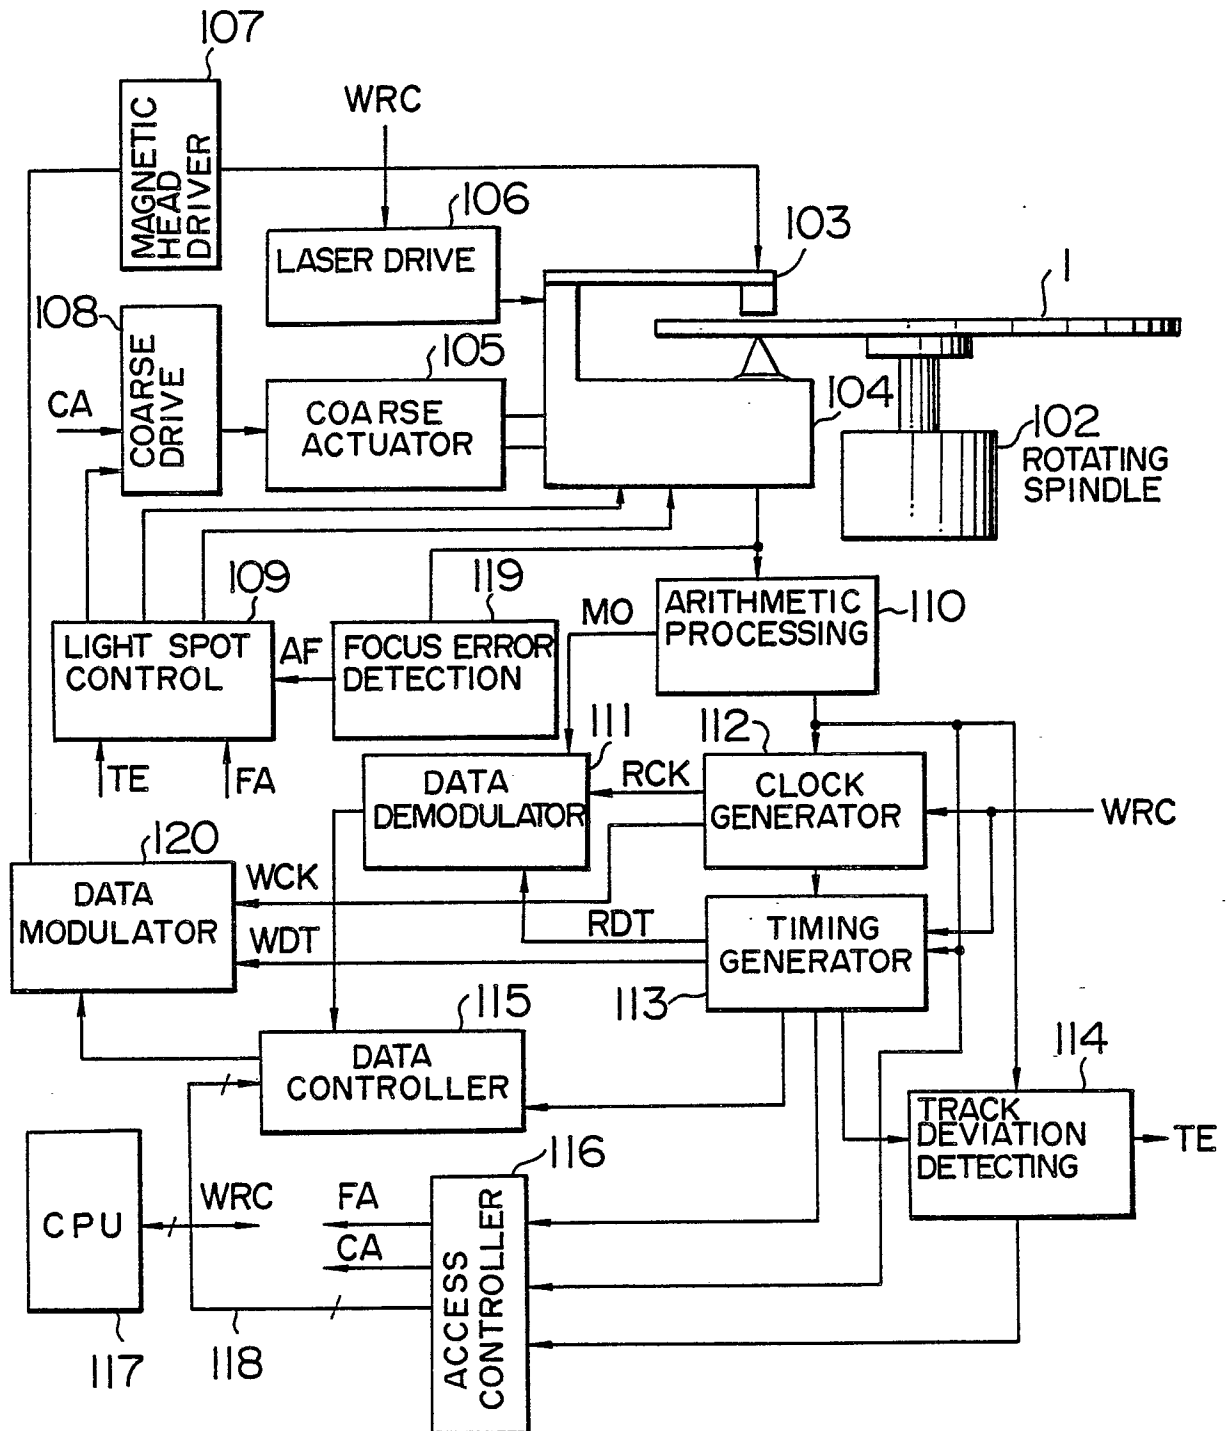 107
MAGNETIC
HEAD
DRIVER
WRC
106
LASER DRIVE
103
1
108
COARSE
DRIVE
CA
105
COARSE
ACTUATOR
104
102
ROTATING
SPINDLE
109
LIGHT SPOT
CONTROL
AF
119
FOCUS ERROR
DETECTION
MO
ARITHMETIC
PROCESSING
110
TE
FA
111
DATA
DEMODULATOR
RCK
112
CLOCK
GENERATOR
WRC
120
DATA
MODULATOR
WCK
WDT
RDT
TIMING
GENERATOR
113
115
DATA
CONTROLLER
114
TRACK
DEVIATION
DETECTING
TE
CPU
117
WRC
118
FA
CA
116
ACCESS
CONTROLLER